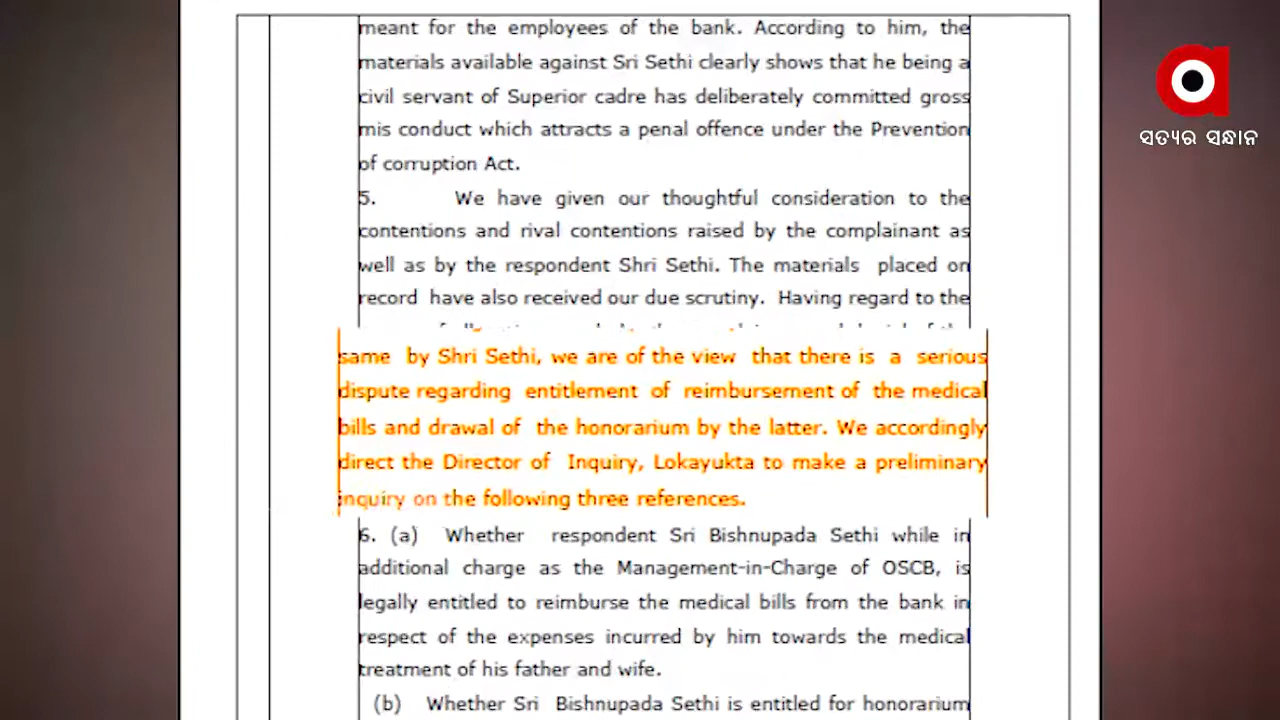 meant for the employees of the bank. According to him, the
materials available against Sri Sethi clearly shows that he being a
civil servant of Superior cadre has deliberately committed gross
mis conduct which attracts a penal offence under the Prevention
of corruption Act.
5. We have given our thoughtful consideration to the
contentions and rival contentions raised by the complainant as
well as by the respondent Shri Sethi. The materials placed on
record have also received our due scrutiny. Having regard to the
same by Shri Sethi, we are of the view that there is a serious
dispute regarding entitlement of reimbursement of the medical
bills and drawal of the honorarium by the latter. We accordingly
direct the Director of Inquiry, Lokayukta to make a preliminary
inquiry on the following three references.
6. (a) Whether respondent Sri Bishnupada Sethi while in
additional charge as the Management-in-Charge of OSCB, is
legally entitled to reimburse the medical bills from the bank in
respect of the expenses incurred by him towards the medical
treatment of his father and wife.
(b) Whether Sri Bishnupada Sethi is entitled for honorarium
ସତ୍ୟର ସନ୍ଧାନ